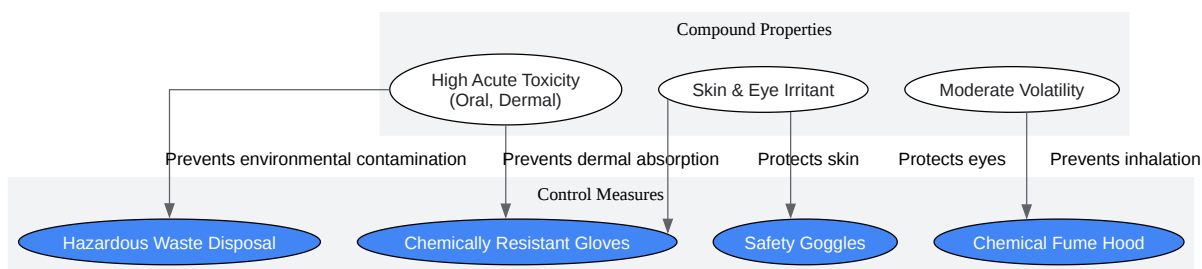 Compound Properties
High Acute Toxicity
(Oral, Dermal)
Skin & Eye Irritant
Moderate Volatility
Prevents environmental contamination
Prevents dermal absorption
Protects skin
Protects eyes
Prevents inhalation
Control Measures
Hazardous Waste Disposal
Chemically Resistant Gloves
Safety Goggles
Chemical Fume Hood